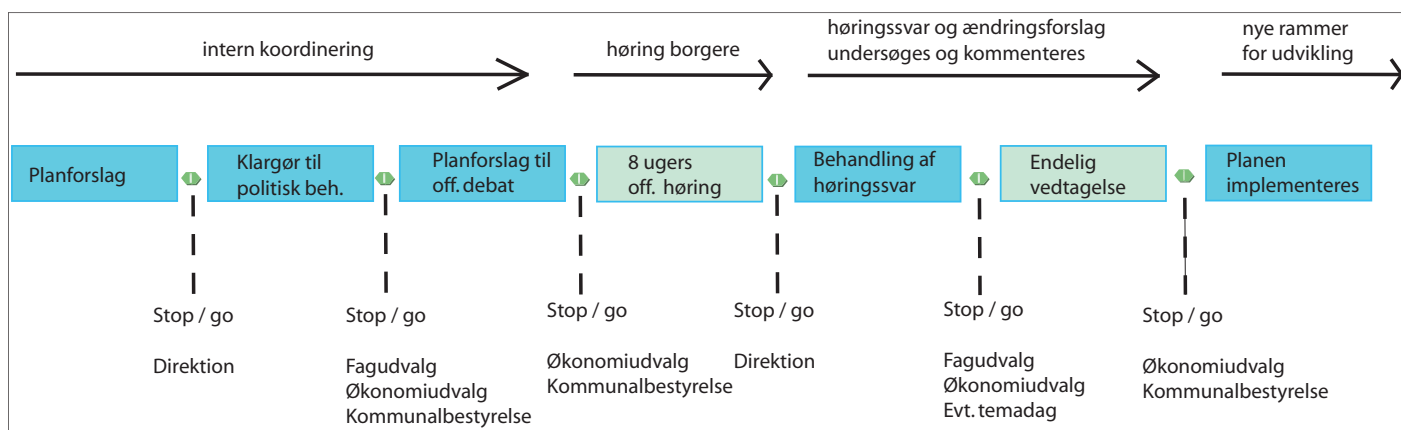 intern koordinering
høring borgere
høringssvar og ændringsforslag
undersøges og kommenteres
nye rammer
for udvikling
Planforslag
Klargør til
politisk beh.
Planforslag til
off. debat
8 ugers
off. høring
Behandling af
høringssvar
Endelig
vedtagelse
Planen
implementeres
Stop / go
Direktion
Stop / go
Fagudvalg
Økonomiudvalg
Kommunalbestyrelse
Stop / go
Økonomiudvalg
Kommunalbestyrelse
Stop / go
Direktion
Stop / go
Fagudvalg
Økonomiudvalg
Evt. temadag
Stop / go
Økonomiudvalg
Kommunalbestyrelse